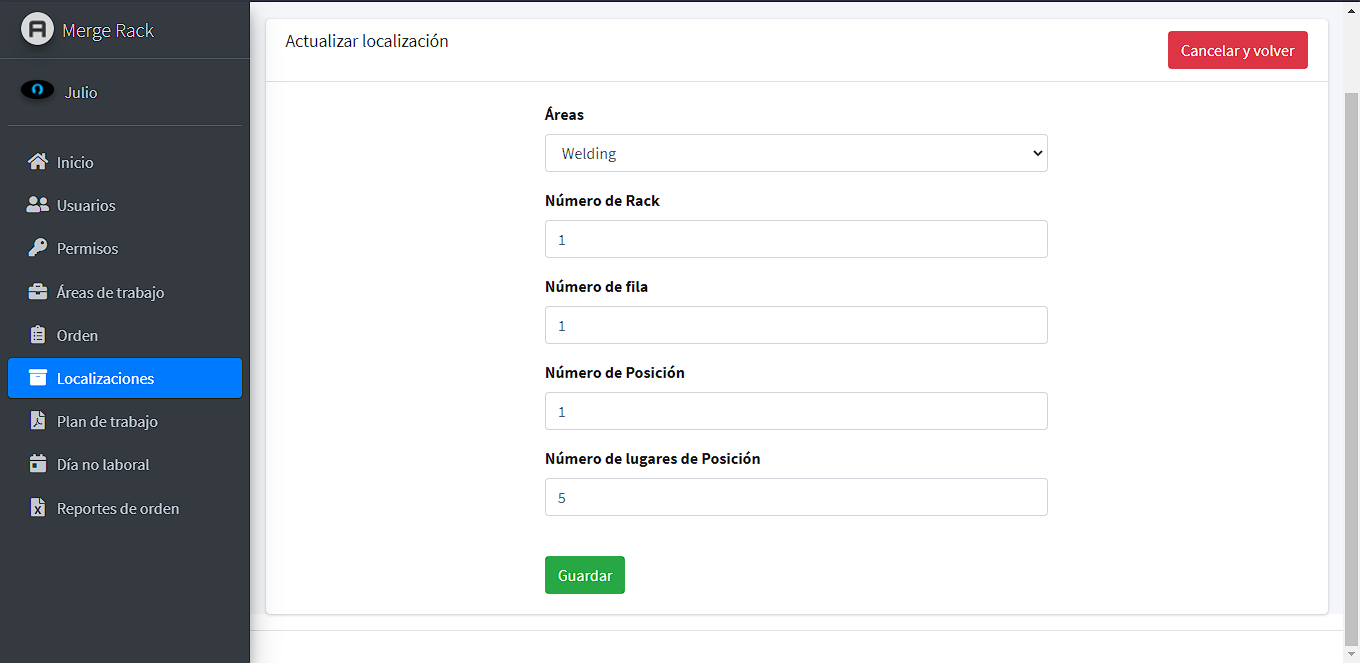 Merge Rack
Julio
Inicio
Usuarios
Permisos
Áreas de trabajo
Orden
Localizaciones
Plan de trabajo
Día no laboral
Reportes de orden
Actualizar localización
Cancelar y volver
Áreas
Welding
Número de Rack
1
Número de fila
1
Número de Posición
1
Número de lugares de Posición
5
Guardar